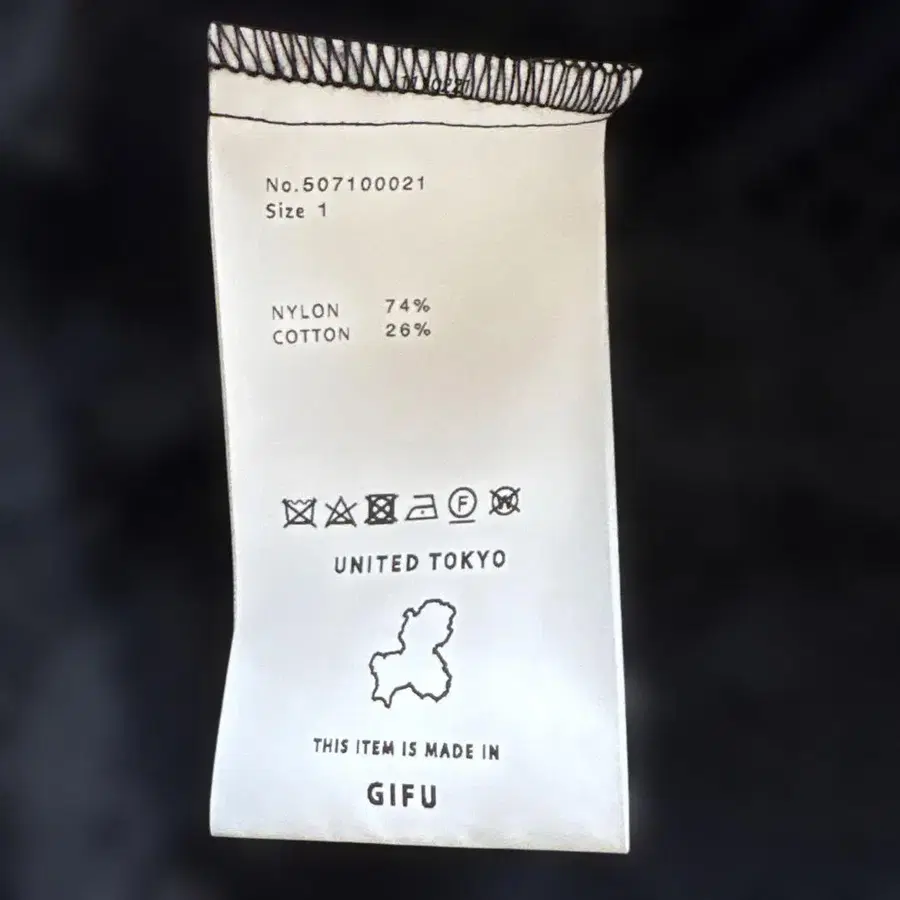 No.507100021
Size 1
NYLON 74%
COTTON 26%
F W
UNITED TOKYO
THIS ITEM IS MADE IN
GIFU